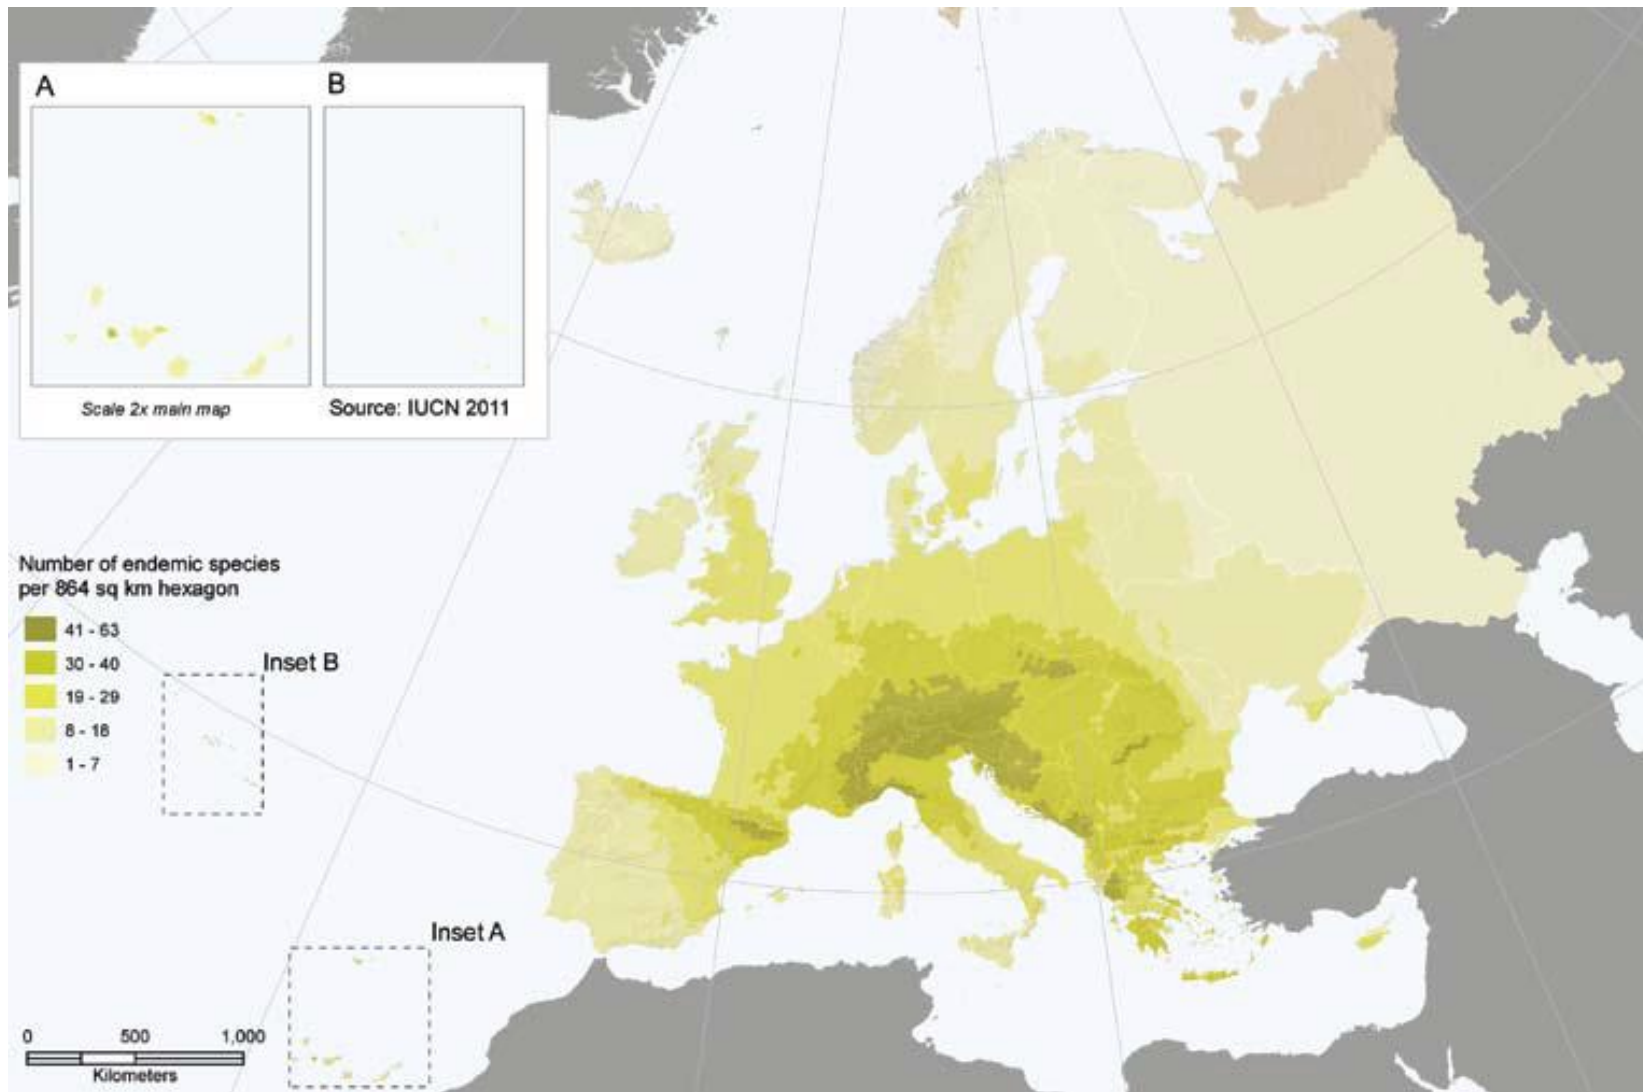 A
B
Scale 2x main map
Source: IUCN 2011
Number of endemic species
per 864 sq km hexagon
41 - 63
30 - 40
19 - 29
8 - 18
1 - 7
Inset B
Inset A
0 500 1,000
Kilometers